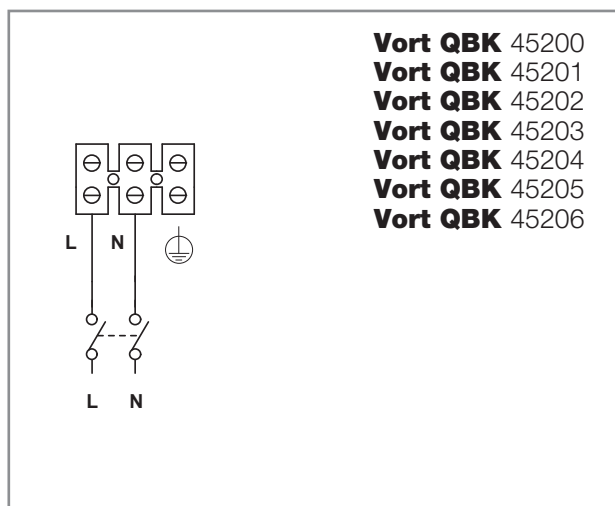 Vort QBK 45200
Vort QBK 45201
Vort QBK 45202
Vort QBK 45203
Vort QBK 45204
Vort QBK 45205
Vort QBK 45206
L N
L N